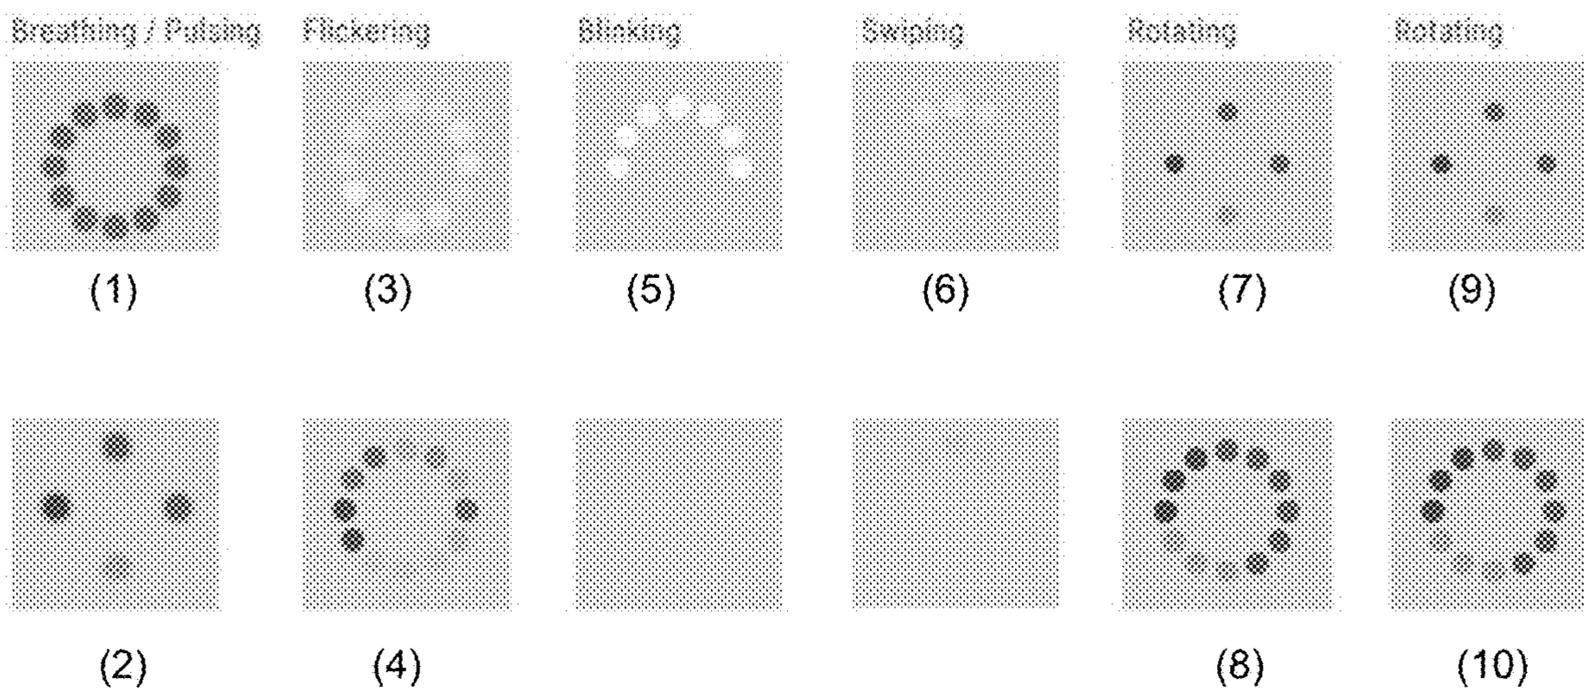 Breathing / Pulsing Flickering Blinking Swiping Rotating Rotating
(1) (3) (5) (6) (7) (9)
(2) (4) (8) (10)